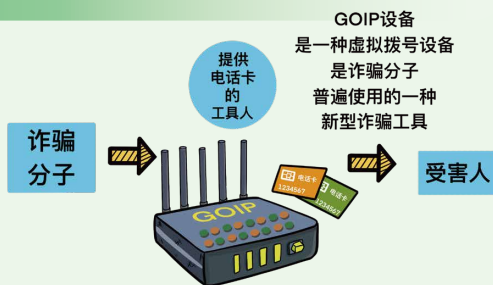 GOIP设备
是一种虚拟拨号设备
是诈骗分子
普遍使用的一种
新型诈骗工具
提供
电话卡
的
工具人
诈骗
分子
GOIP
电话卡
1234567
电话卡
1234567
受害人